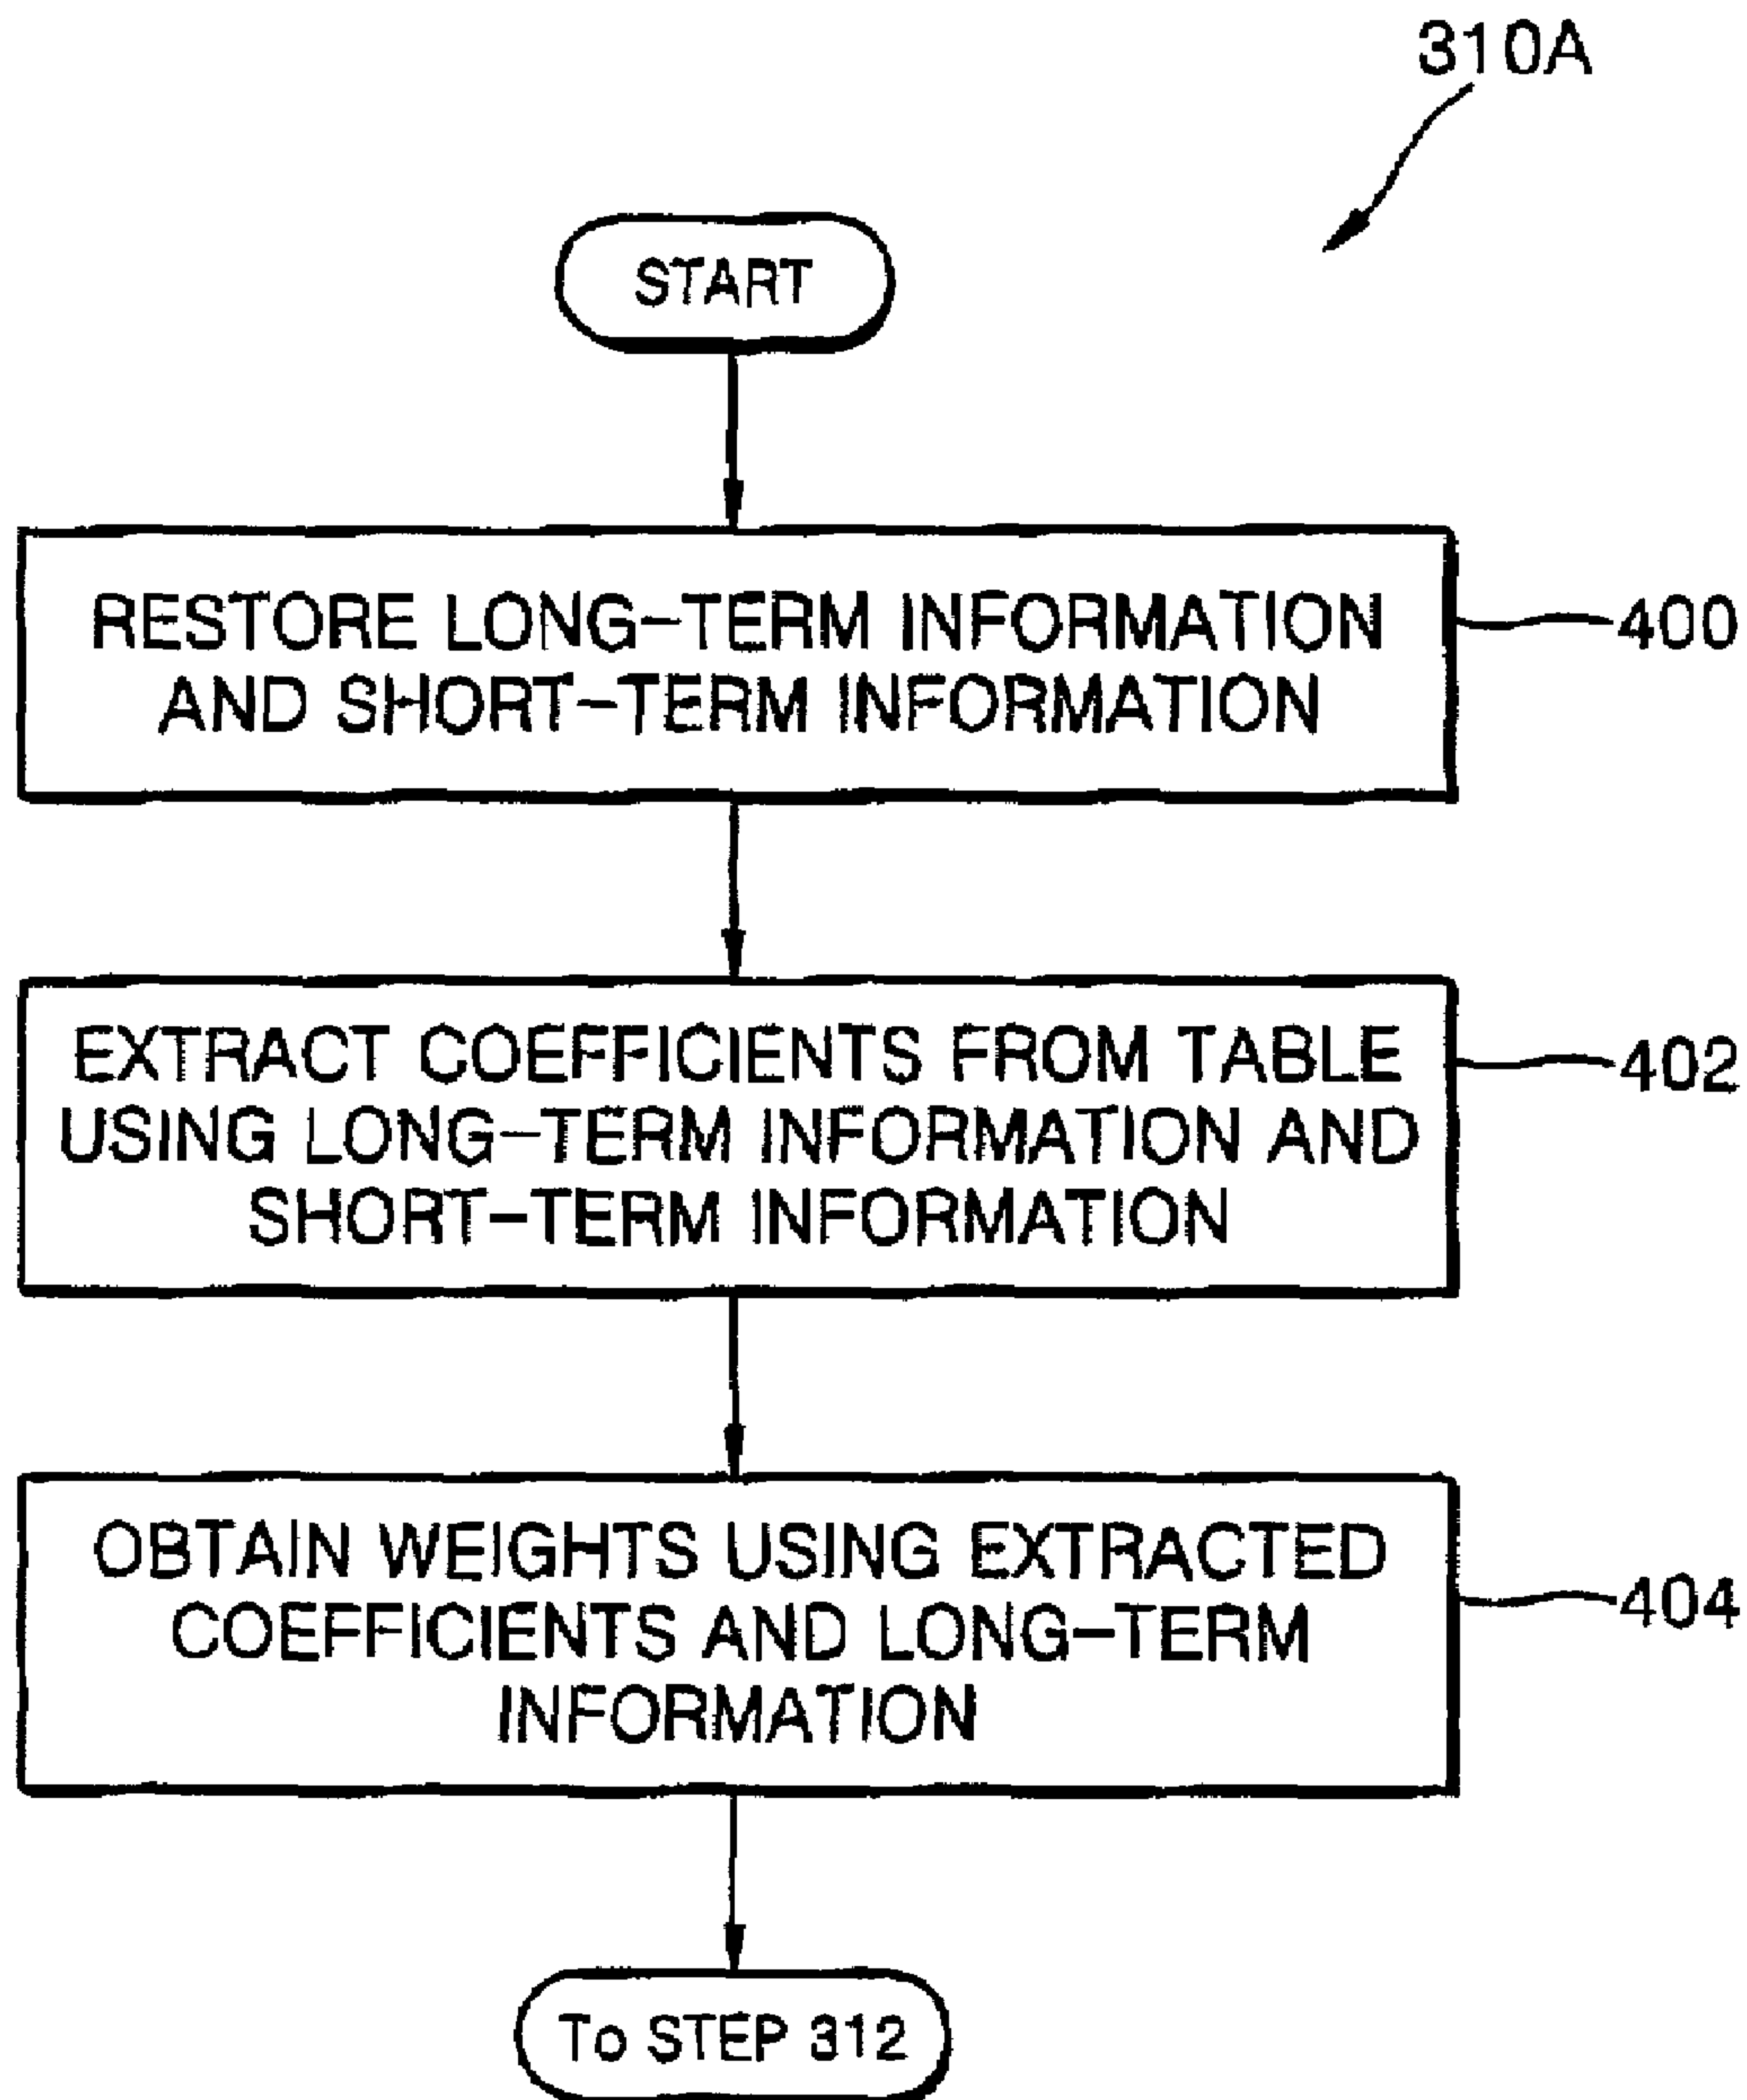 310A
START
RESTORE LONG-TERM INFORMATION
AND SHORT-TERM INFORMATION
400
EXTRACT COEFFICIENTS FROM TABLE
USING LONG-TERM INFORMATION AND
SHORT-TERM INFORMATION
402
OBTAIN WEIGHTS USING EXTRACTED
COEFFICIENTS AND LONG-TERM
INFORMATION
404
To STEP 312